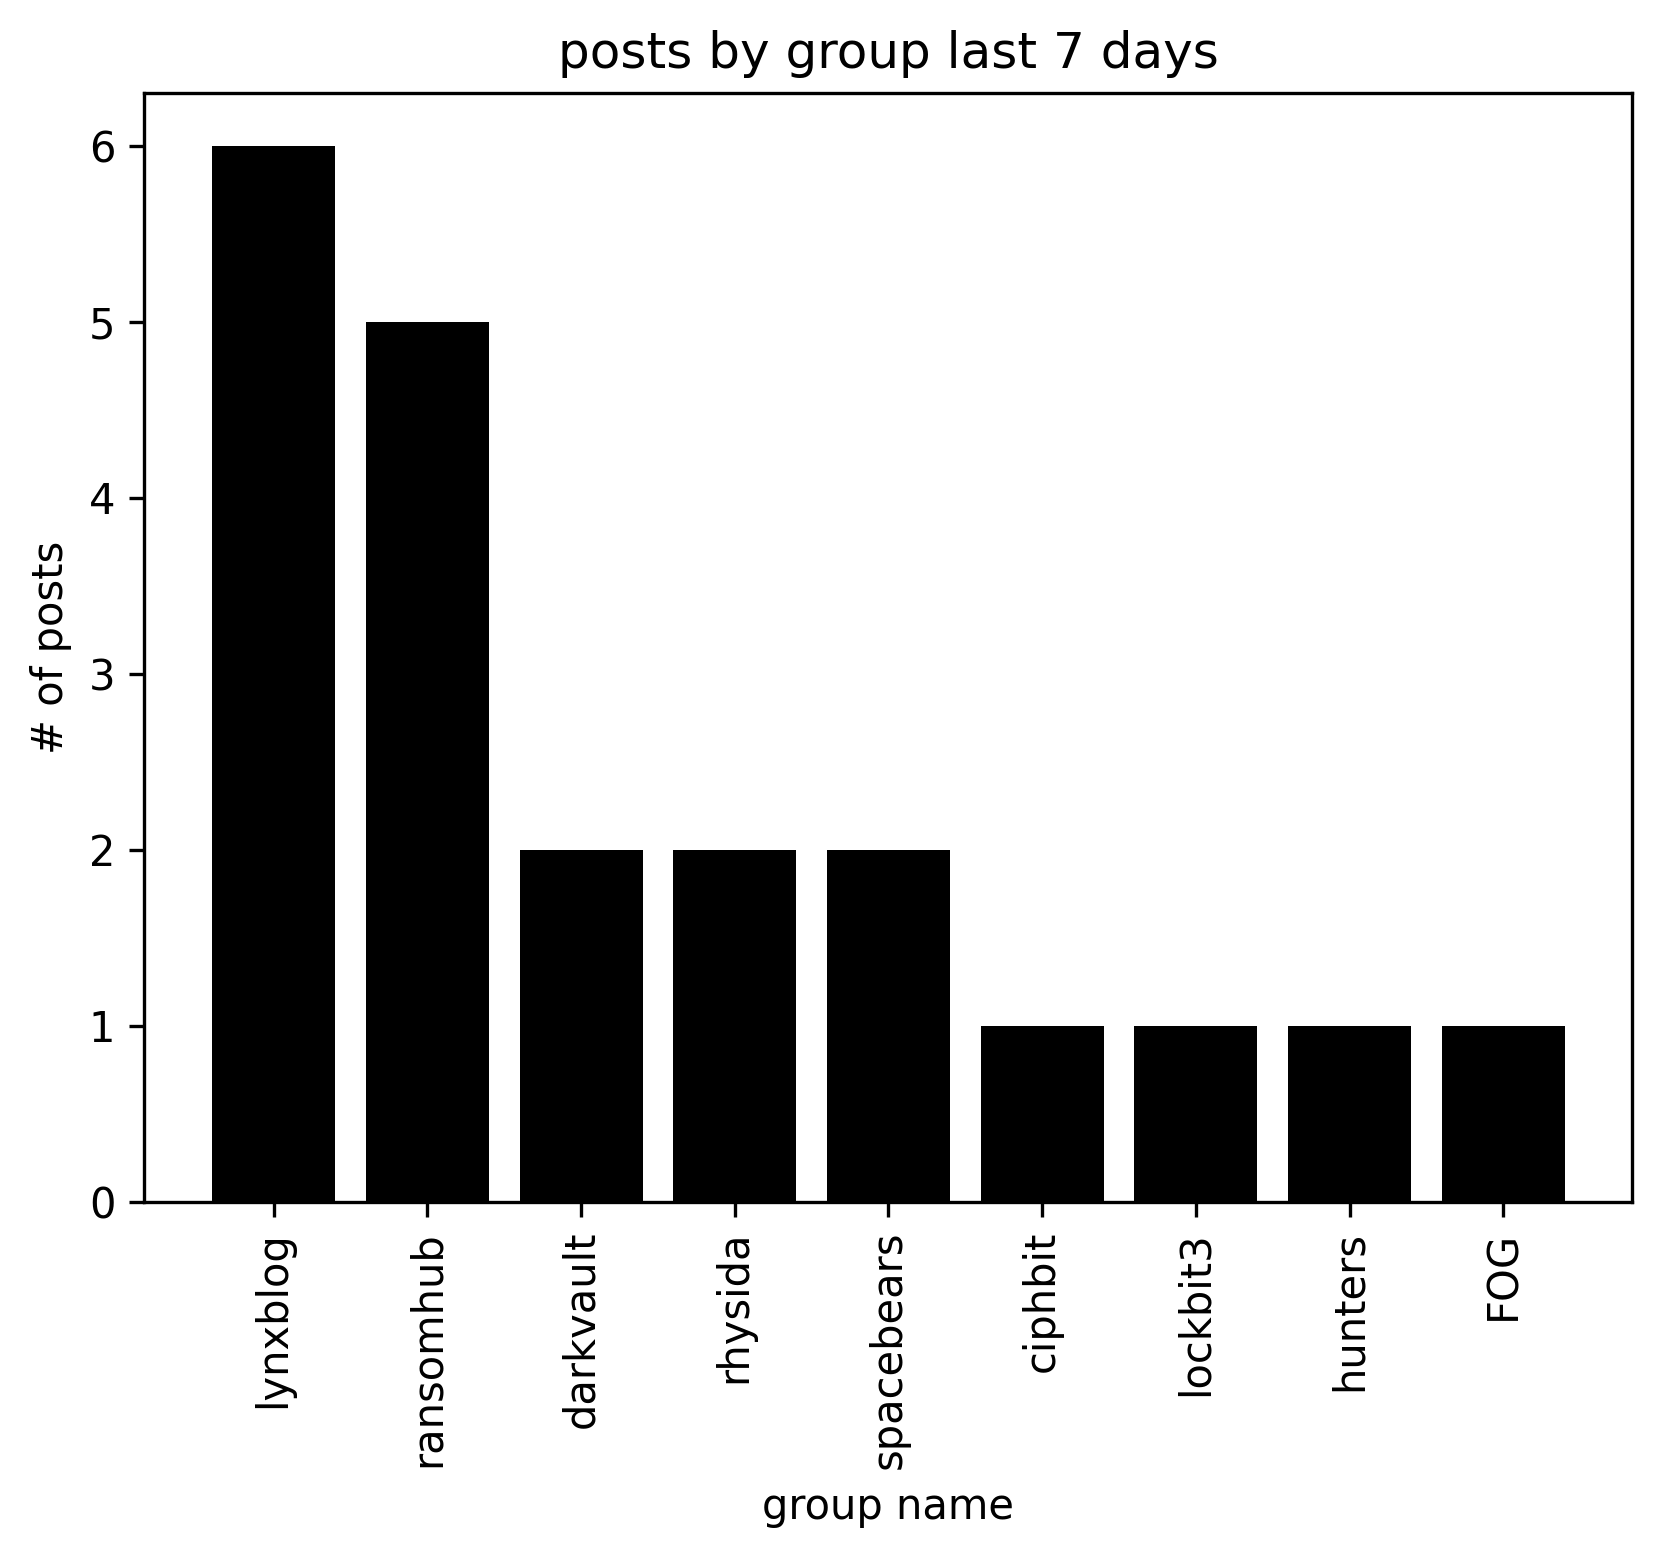 posts by group last 7 days
# of posts
6
5
4
3
2
1
0
lynxblog
ransomhub
darkvault
rhysida
spacebears
ciphbit
lockbit3
hunters
FOG
group name